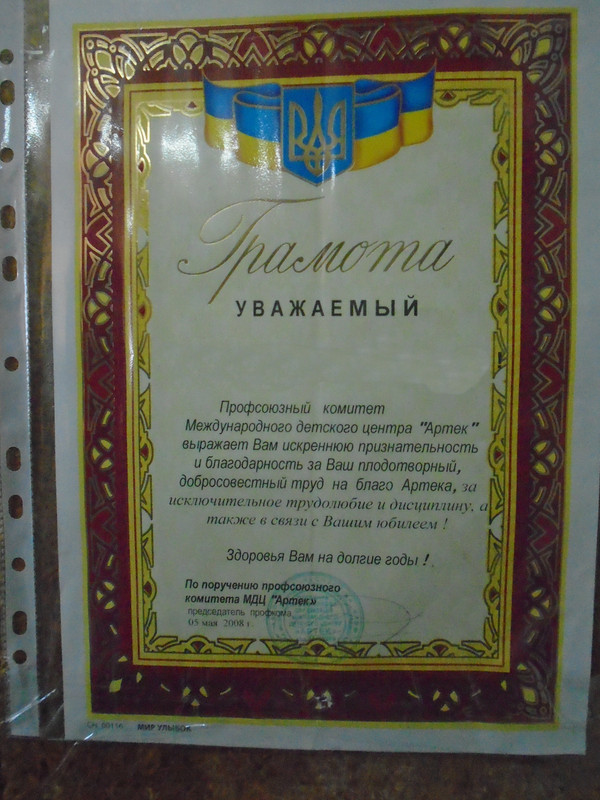 Грамота
УВАЖАЕМЫЙ
Профсоюзный комитет
Международного детского центра "Артек"
выражает Вам искреннюю признательность
и благодарность за Ваш плодотворный,
добросовестный труд на благо Артека, за
исключительное трудолюбие и дисциплину, а
также в связи с Вашим юбилеем !
Здоровья Вам на долгие годы !
По поручению профсоюзного
комитета МДЦ "Артек»
председатель профкома
05 мая 2008 г.
МИР УЛЫБОК